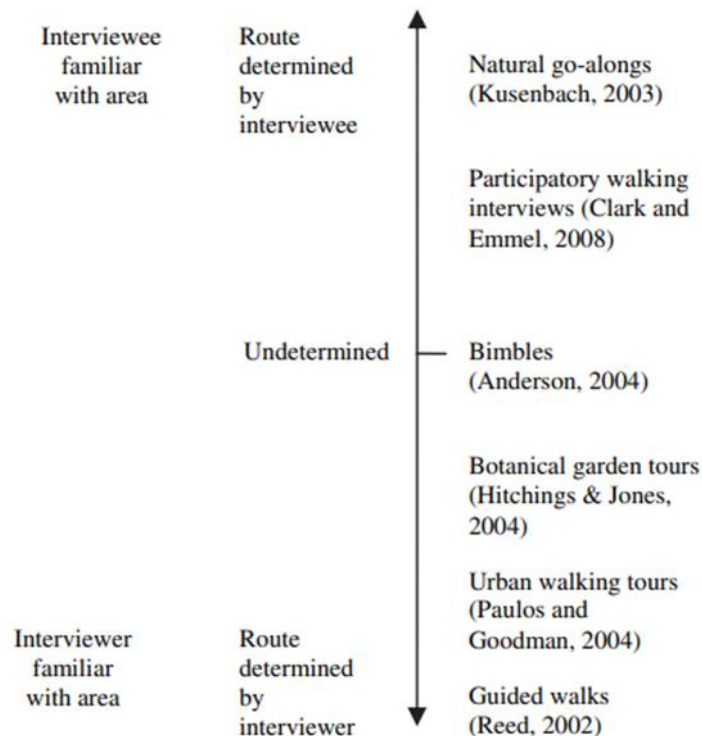 Interviewee
familiar
with area
Route
determined
by
interviewee
Natural go-alongs
(Kusenbach, 2003)
Participatory walking
interviews (Clark and
Emmel, 2008)
Undetermined
Bimbles
(Anderson, 2004)
Botanical garden tours
(Hitchings & Jones,
2004)
Urban walking tours
(Paulos and
Goodman, 2004)
Interviewer
familiar
with area
Route
determined
by
interviewer
Guided walks
(Reed, 2002)